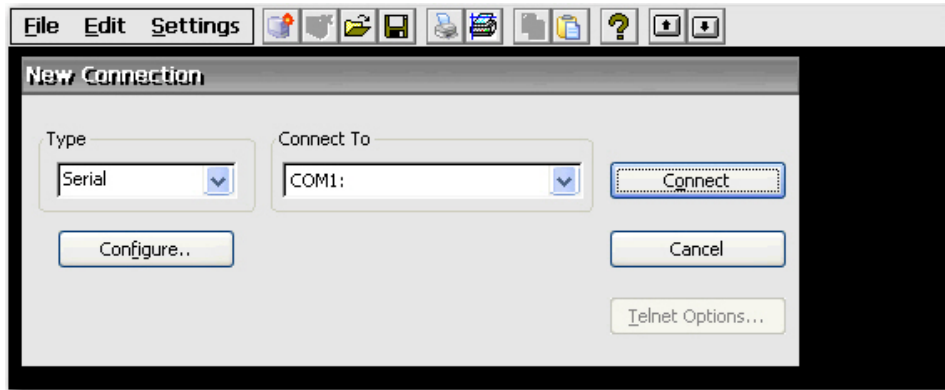 File Edit Settings
New Connection
Type
Connect To
Serial
COM1:
Connect
Configure..
Cancel
Telnet Options...